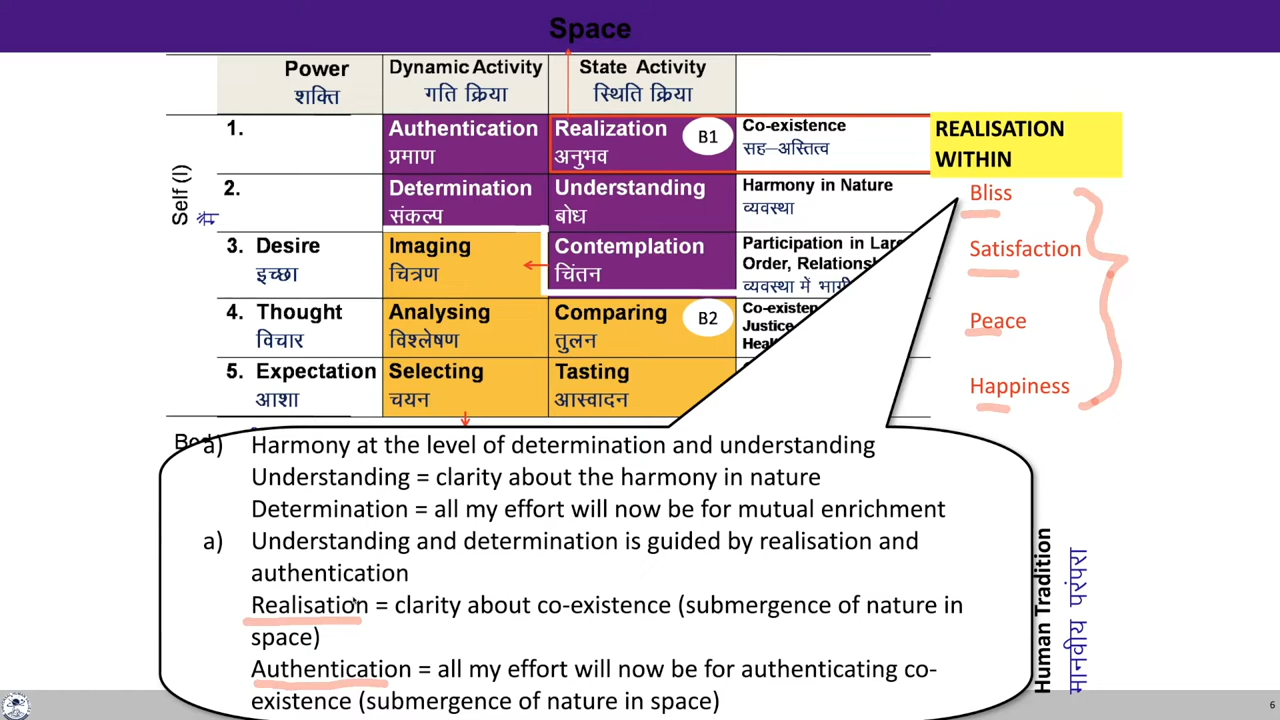 Space
Power Dynamic Activity State Activity
शक्ति गति क्रिया स्थिति क्रिया
1. Authentication Realization B1 Co-existence REALISATION
प्रमाण अनुभव सह–अस्तित्व WITHIN
2. Determination Understanding Harmony in Nature Bliss
संकल्प बोध व्यवस्था
3. Desire Imaging Contemplation Participation in Satisfaction
इच्छा चित्रण चिंतन Order,
व्यवस्था में
4. Thought Analysing Comparing B2 Peace
विचार विश्लेषण तुलन Justice
5. Expectation Selecting Tasting Happiness
आशा चयन आस्वादन
Self (I)
मैं
a) Harmony at the level of determination and understanding
Understanding = clarity about the harmony in nature
Determination = all my effort will now be for mutual enrichment
a) Understanding and determination is guided by realisation and
authentication
Realisation = clarity about co-existence (submergence of nature in
space)
Authentication = all my effort will now be for authenticating co-
existence (submergence of nature in space)
Human Tradition
मानवीय परंपरा
6